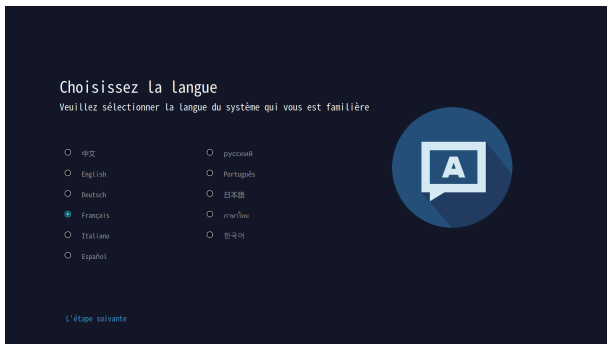 Choisissez la langue
Veuillez sélectionner la langue du système qui vous est familière
中文
English
Deutsch
Français
Italiano
Español
русский
Português
日本語
ภาษาไทย
한국어
A
L'étape suivante